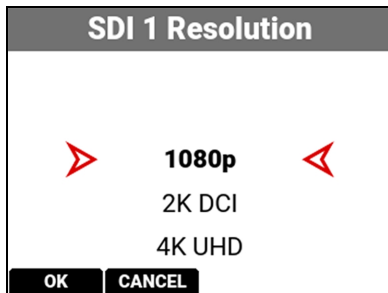 SDI 1 Resolution
1080p
2K DCI
4K UHD
OK CANCEL